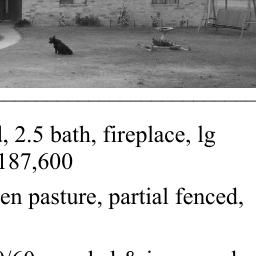 , 2.5 bath, fireplace, lg
187,600
en pasture, partial fenced,